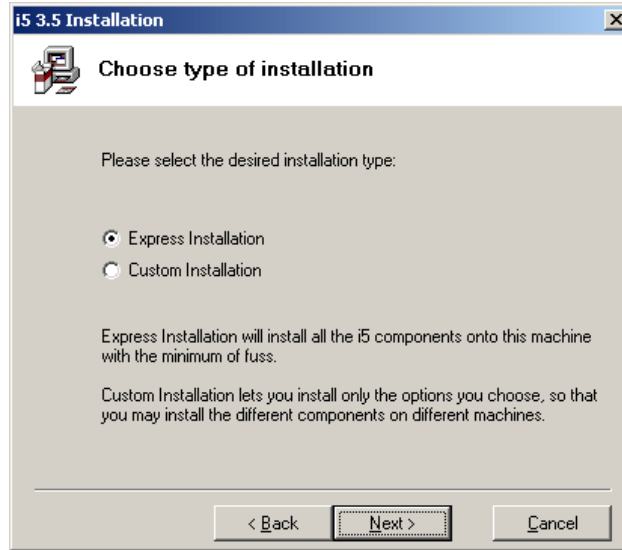 i5 3.5 Installation
Choose type of installation
Please select the desired installation type:
Express Installation
Custom Installation
Express Installation will install all the i5 components onto this machine
with the minimum of fuss.
Custom Installation lets you install only the options you choose, so that
you may install the different components on different machines.
< Back
Next >
Cancel